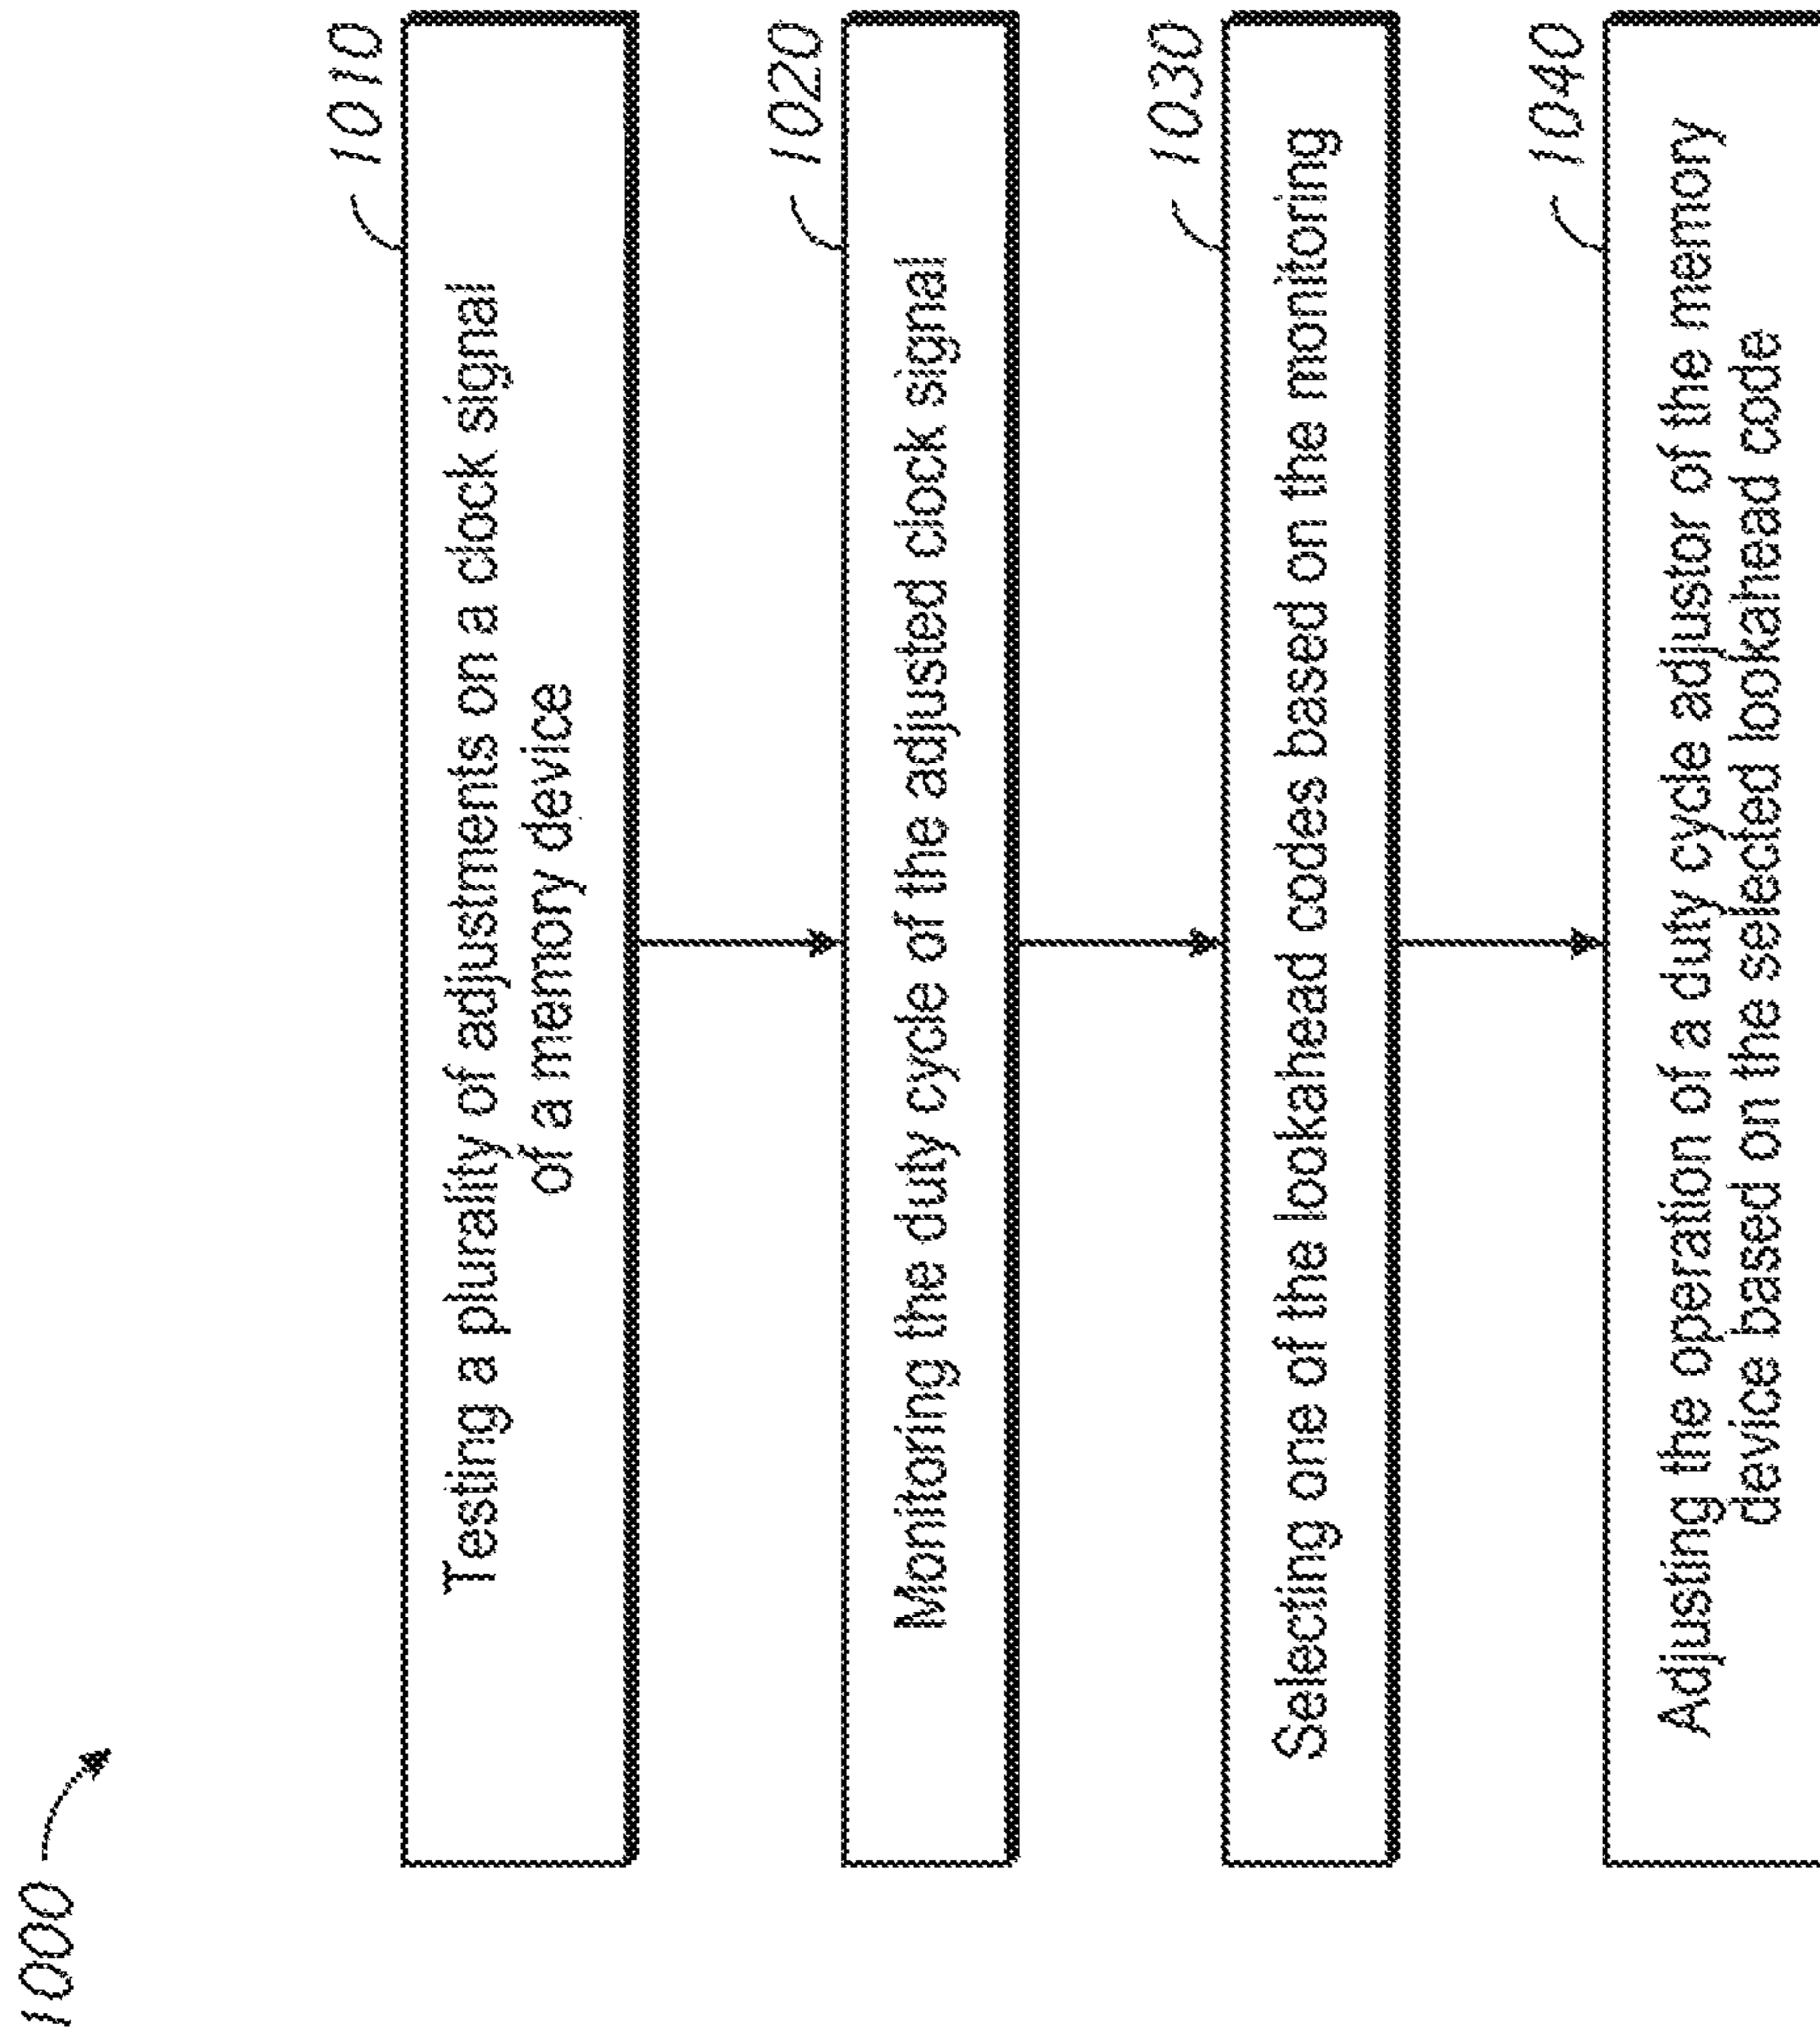 1000
1010
Testing a plurality of adjustments on a clock signal
of a memory device
1020
Monitoring the duty cycle of the adjusted clock signal
1030
Selecting one of the lookahead codes based on the monitoring
1040
Adjusting the operation of a duty cycle adjustor of the memory
device based on the selected lookahead code